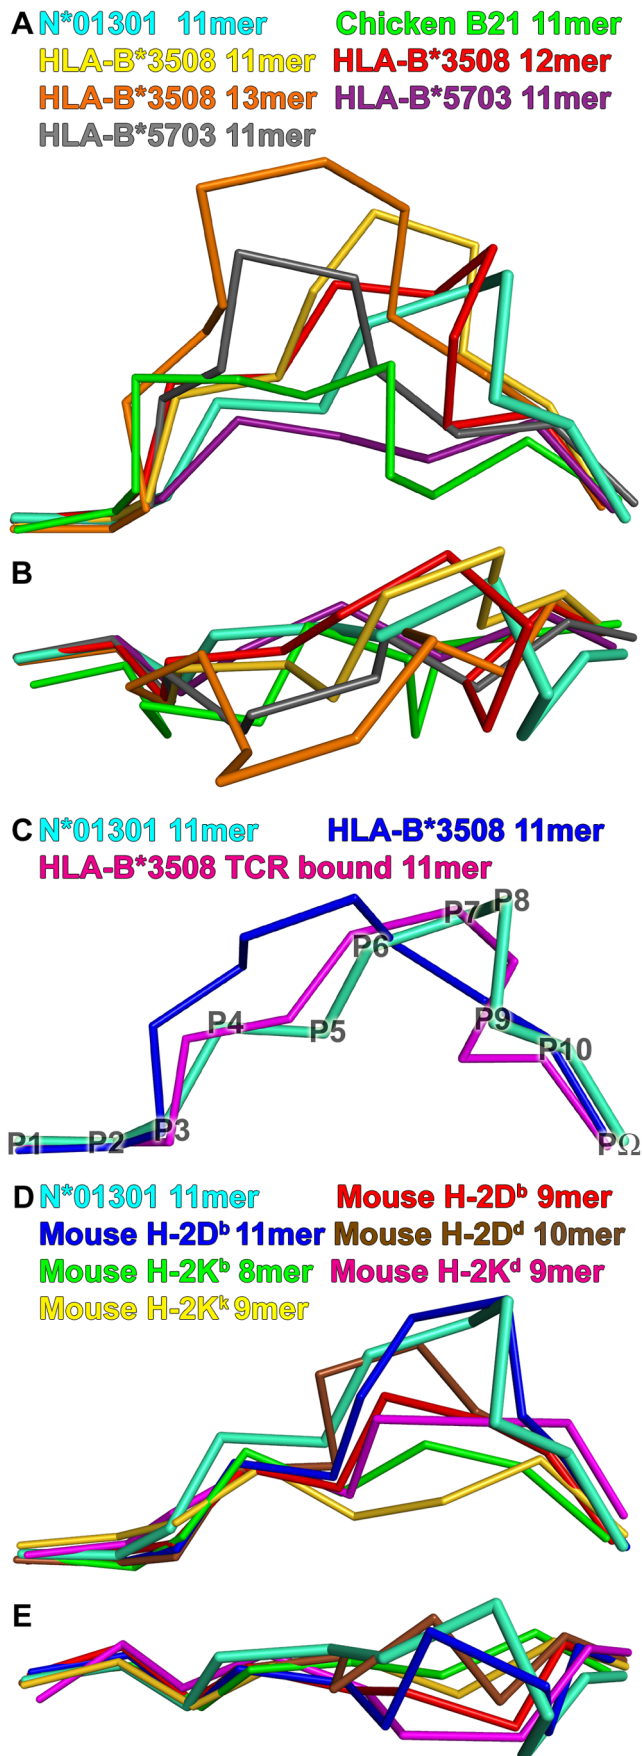 A N*01301 11mer Chicken B21 11mer
HLA-B*3508 11mer HLA-B*3508 12mer
HLA-B*3508 13mer HLA-B*5703 11mer
HLA-B*5703 11mer
B
C N*01301 11mer HLA-B*3508 11mer
HLA-B*3508 TCR bound 11mer
P8
P7
P6
P4 P5 P9
P10
P3
P1 P2 PΩ
D N*01301 11mer Mouse H-2Dᵇ 9mer
Mouse H-2Dᵇ 11mer Mouse H-2Dᵈ 10mer
Mouse H-2Kᵇ 8mer Mouse H-2Kᵈ 9mer
Mouse H-2Kᵏ 9mer
E